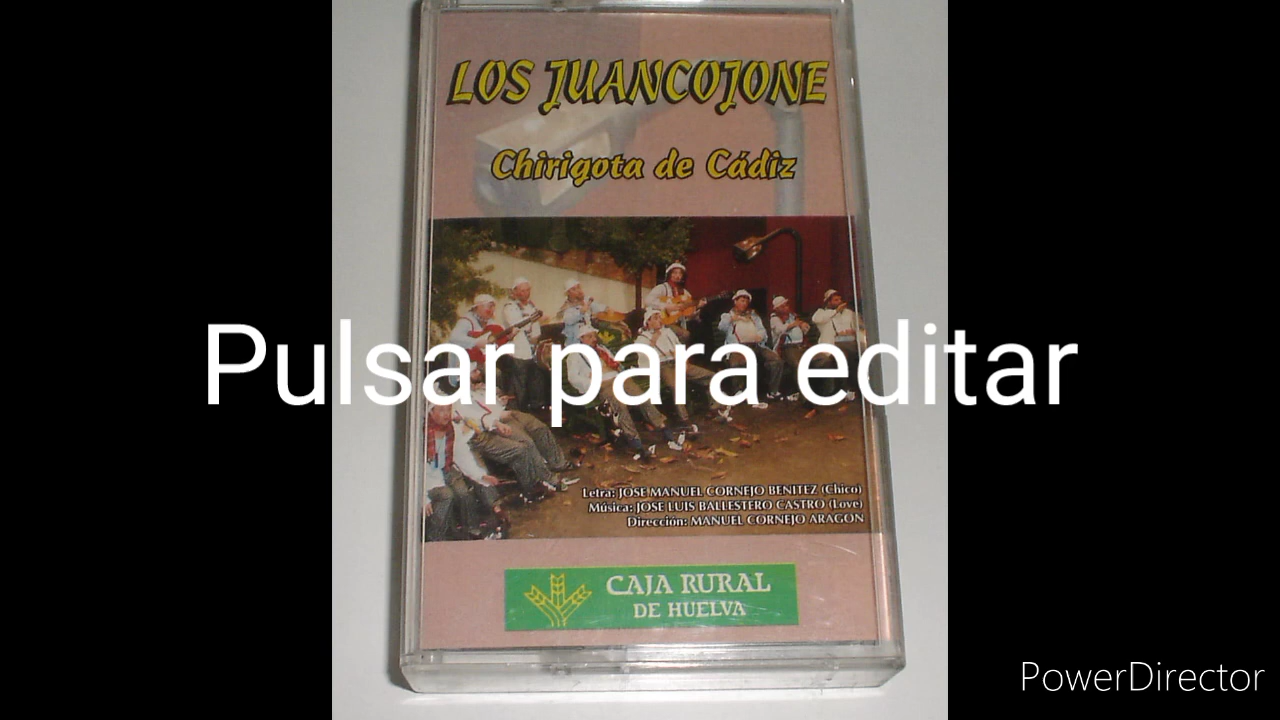 LOS JUANCOJONE
Chirigota de Cádiz
Pulsar para editar
Letra: JOSE MANUEL CORNEJO BENITEZ (Chico)
Música: JOSE LUIS BALLESTERO CASTRO (Love)
Dirección: MANUEL CORNEJO ARAGON
CAJA RURAL
DE HUELVA
PowerDirector